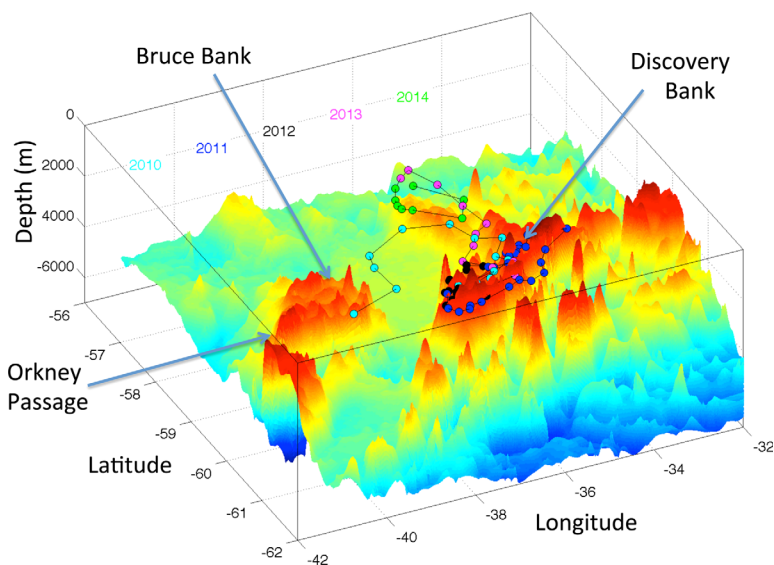 Bruce Bank
Discovery
Bank
2010
2011
2012
2013
2014
Depth (m)
0
2000
4000
-6000
Orkney
Passage
Latitude
-56
-57
-58
-59
-60
-61
-62
Longitude
-42
-40
-38
-36
-34
-32